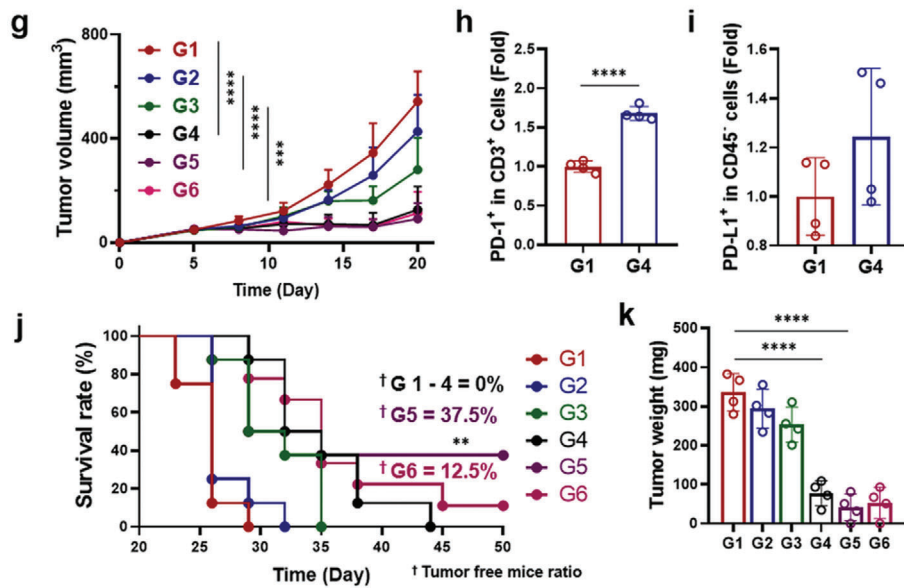 g
Tumor volume (mm³)
800
400
0
0
5
10
15
20
Time (Day)
G1
G2
G3
G4
G5
G6
****
****
***
h
PD-1⁺ in CD3⁺ Cells (Fold)
2.5
2.0
1.5
1.0
0.5
0.0
****
G1
G4
i
PD-L1⁺ in CD45⁻ cells (Fold)
1.6
1.4
1.2
1.0
0.8
G1
G4
j
Survival rate (%)
100
80
60
40
20
0
20
25
30
35
40
45
50
Time (Day)
† G 1 - 4 = 0%
† G5 = 37.5%
**
† G6 = 12.5%
G1
G2
G3
G4
G5
G6
† Tumor free mice ratio
k
Tumor weight (mg)
500
400
300
200
100
0
****
****
G1
G2
G3
G4
G5
G6